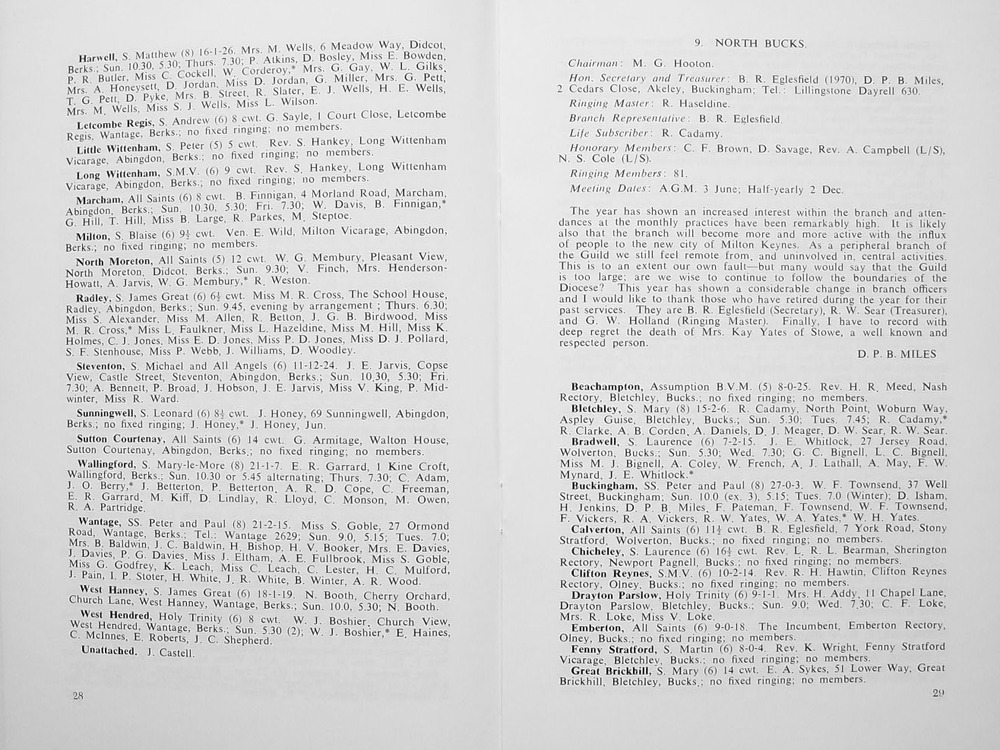 Harwell, S. Matthew (8) 16-1-26. Mrs. M. Wells, 6 Meadow Way, Didcot,
Berks.; Sun. 10.30, 5.30; Thurs. 7.30; P. Atkins, D. Bosley, Miss E. Bowden,
P. R. Butler, Miss C. Cockell, W. Corderoy,* Mrs. G. Gay, W. L. Gilks,
Mrs. A. Honeysett, D. Jordan, Miss D. Jordan, G. Miller, Mrs. G. Pett,
T. G. Pett, D. Pyke, Mrs. B. Street, R. Slater, E. J. Wells, H. E. Wells,
Mrs. M. Wells, Miss S. J. Wells, Miss L. Wilson.
Letcombe Regis, S. Andrew (6) 8 cwt. G. Sayle, 1 Court Close, Letcombe
Regis, Wantage, Berks.; no fixed ringing; no members.
Little Wittenham, S. Peter (5) 5 cwt. Rev. S. Hankey, Long Wittenham
Vicarage, Abingdon, Berks.; no fixed ringing; no members.
Long Wittenham, S.M.V. (6) 9 cwt. Rev. S. Hankey, Long Wittenham
Vicarage, Abingdon, Berks.; no fixed ringing; no members.
Marcham, All Saints (6) 8 cwt. B. Finnigan, 4 Morland Road, Marcham,
Abingdon, Berks.; Sun. 10.30, 5.30; Fri. 7.30; W. Davis, B. Finnigan,*
G. Hill, T. Hill, Miss B. Large, R. Parkes, M. Steptoe.
Milton, S. Blaise (6) 9½ cwt. Ven. E. Wild, Milton Vicarage, Abingdon,
Berks.; no fixed ringing; no members.
North Moreton, All Saints (5) 12 cwt. W. G. Membury, Pleasant View,
North Moreton, Didcot, Berks.; Sun. 9.30; V. Finch, Mrs. Henderson-
Howatt, A. Jarvis, W. G. Membury,* R. Weston.
Radley, S. James Great (6) 6½ cwt. Miss M. R. Cross, The School House,
Radley, Abingdon, Berks.; Sun. 9.45, evening by arrangement; Thurs. 6.30;
Miss S. Alexander, Miss M. Allen, R. Betton, J. G. B. Birdwood, Miss
M. R. Cross,* Miss L. Faulkner, Miss L. Hazeldine, Miss M. Hill, Miss K.
Holmes, C. J. Jones, Miss E. D. Jones, Miss P. D. Jones, Miss D. J. Pollard,
S. F. Stenhouse, Miss P. Webb, J. Williams, D. Woodley.
Steventon, S. Michael and All Angels (6) 11-12-24. J. E. Jarvis, Copse
View, Castle Street, Steventon, Abingdon, Berks.; Sun. 10.30, 5.30; Fri.
7.30; A. Bennett, P. Broad, J. Hobson, J. E. Jarvis, Miss V. King, P. Mid-
winter, Miss R. Ward.
Sunningwell, S. Leonard (6) 8½ cwt. J. Honey, 69 Sunningwell, Abingdon,
Berks.; no fixed ringing; J. Honey,* J. Honey, Jun.
Sutton Courtenay, All Saints (6) 14 cwt. G. Armitage, Walton House,
Sutton Courtenay, Abingdon, Berks.; no fixed ringing; no members.
Wallingford, S. Mary-le-More (8) 21-1-7. E. R. Garrard, 1 Kine Croft,
Wallingford, Berks.; Sun. 10.30 or 5.45 alternating; Thurs. 7.30; C. Adam,
J. O. Berry,* J. Betterton, P. Betterton, A. R. D. Cope, C. Freeman,
E. R. Garrard, M. Kiff, D. Lindlay, R. Lloyd, C. Monson, M. Owen,
R. A. Partridge.
Wantage, SS. Peter and Paul (8) 21-2-15. Miss S. Goble, 27 Ormond
Road, Wantage, Berks.; Tel.: Wantage 2629; Sun. 9.0, 5.15; Tues. 7.0;
Mrs. B. Baldwin, J. C. Baldwin, H. Bishop, H. V. Booker, Mrs. E. Davies,
J. Davies, P. G. Davies, Miss J. Eltham, A. E. Fullbrook, Miss S. Goble,
Miss G. Godfrey, K. Leach, Miss C. Leach, C. Lester, H. C. Mulford,
J. Pain, I. P. Stoter, H. White, J. R. White, B. Winter, A. R. Wood.
West Hanney, S. James Great (6) 18-1-19. N. Booth, Cherry Orchard,
Church Lane, West Hanney, Wantage, Berks.; Sun. 10.0, 5.30; N. Booth.
West Hendred, Holy Trinity (6) 8 cwt. W. J. Boshier, Church View,
West Hendred, Wantage, Berks.; Sun. 5.30 (2); W. J. Boshier,* E. Haines,
C. McInnes, E. Roberts, J. C. Shepherd.
Unattached. J. Castell.
28
9. NORTH BUCKS.
Chairman: M. G. Hooton.
Hon. Secretary and Treasurer: B. R. Eglesfield (1970), D. P. B. Miles,
2 Cedars Close, Akeley, Buckingham; Tel.: Lillingstone Dayrell 630.
Ringing Master: R. Haseldine.
Branch Representative: B. R. Eglesfield.
Life Subscriber: R. Cadamy.
Honorary Members: C. F. Brown, D. Savage, Rev. A. Campbell (L/S),
N. S. Cole (L/S).
Ringing Members: 81.
Meeting Dates: A.G.M. 3 June; Half-yearly 2 Dec.
The year has shown an increased interest within the branch and atten-
dances at the monthly practices have been remarkably high. It is likely
also that the branch will become more and more active with the influx
of people to the new city of Milton Keynes. As a peripheral branch of
the Guild we still feel remote from, and uninvolved in, central activities.
This is to an extent our own fault—but many would say that the Guild
is too large; are we wise to continue to follow the boundaries of the
Diocese? This year has shown a considerable change in branch officers
and I would like to thank those who have retired during the year for their
past services. They are B. R. Eglesfield (Secretary), R. W. Sear (Treasurer),
and G. W. Holland (Ringing Master). Finally, I have to record with
deep regret the death of Mrs. Kay Yates of Stowe, a well known and
respected person.
D. P. B. MILES
Beachampton, Assumption B.V.M. (5) 8-0-25. Rev. H. R. Meed, Nash
Rectory, Bletchley, Bucks.; no fixed ringing; no members.
Bletchley, S. Mary (8) 15-2-6. R. Cadamy, North Point, Woburn Way,
Aspley Guise, Bletchley, Bucks.; Sun. 5.30; Tues. 7.45; R. Cadamy,*
R. Clarke, A. B. Corden, A. Daniels, D. J. Meager, D. W. Sear, R. W. Sear.
Bradwell, S. Laurence (6) 7-2-15. J. E. Whitlock, 27 Jersey Road,
Wolverton, Bucks.; Sun. 5.30; Wed. 7.30; G. C. Bignell, L. C. Bignell,
Miss M. J. Bignell, A. Coley, W. French, A. J. Lathall, A. May, F. W.
Mynard, J. E. Whitlock.*
Buckingham, SS. Peter and Paul (8) 27-0-3. W. F. Townsend, 37 Well
Street, Buckingham; Sun. 10.0 (ex. 3), 5.15; Tues. 7.0 (Winter); D. Isham,
H. Jenkins, D. P. B. Miles, F. Pateman, F. Townsend, W. F. Townsend,
F. Vickers, R. A. Vickers, R. W. Yates, W. A. Yates,* W. H. Yates.
Calverton, All Saints (6) 11½ cwt. B. R. Eglesfield, 7 York Road, Stony
Stratford, Wolverton, Bucks.; no fixed ringing; no members.
Chicheley, S. Laurence (6) 16½ cwt. Rev. L. R. L. Bearman, Sherington
Rectory, Newport Pagnell, Bucks.; no fixed ringing; no members.
Clifton Reynes, S.M.V. (6) 10-2-14. Rev. R. H. Hawtin, Clifton Reynes
Rectory, Olney, Bucks.; no fixed ringing; no members.
Drayton Parslow, Holy Trinity (6) 9-1-1. Mrs. H. Addy, 11 Chapel Lane,
Drayton Parslow, Bletchley, Bucks.; Sun. 9.0; Wed. 7.30; C. F. Loke,
Mrs. R. Loke, Miss V. Loke.
Emberton, All Saints (6) 9-0-18. The Incumbent, Emberton Rectory,
Olney, Bucks.; no fixed ringing; no members.
Fenny Stratford, S. Martin (6) 8-0-4. Rev. K. Wright, Fenny Stratford
Vicarage, Bletchley, Bucks.; no fixed ringing; no members.
Great Brickhill, S. Mary (6) 14 cwt. E. A. Sykes, 51 Lower Way, Great
Brickhill, Bletchley, Bucks.; no fixed ringing; no members.
29